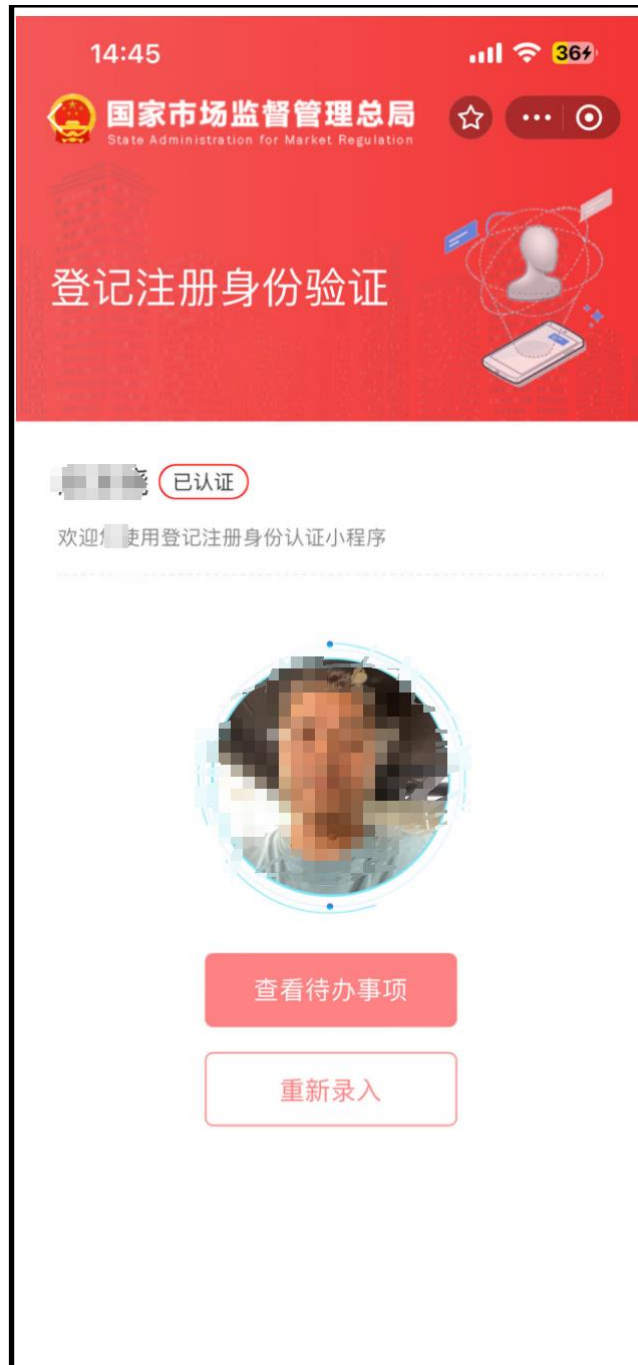 14:45
36
国家市场监督管理总局
State Administration for Market Regulation
登记注册身份验证
已认证
欢迎 使用登记注册身份认证小程序
查看待办事项
重新录入